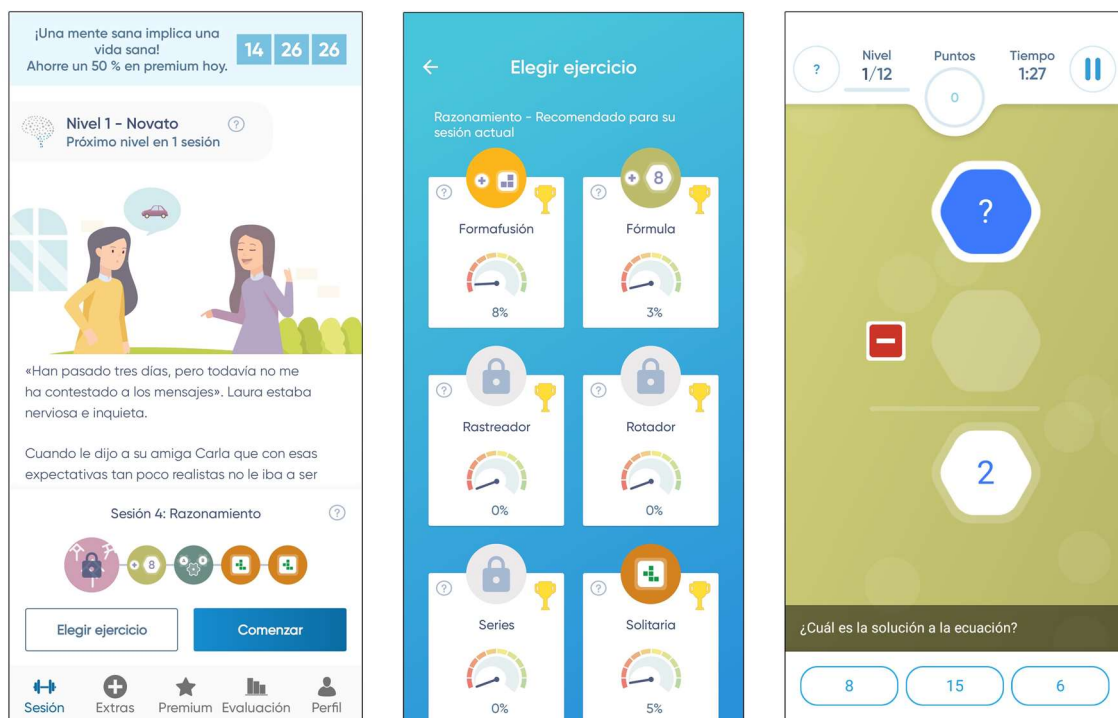 ¡Una mente sana implica una
vida sana!
Ahorre un 50 % en premium hoy.
14 26 26
Nivel 1 - Novato ?
Próximo nivel en 1 sesión
«Han pasado tres días, pero todavía no me
ha contestado a los mensajes». Laura estaba
nerviosa e inquieta.
Cuando le dijo a su amiga Carla que con esas
expectativas tan poco realistas no le iba a ser
Sesión 4: Razonamiento ?
+ 8
Elegir ejercicio
Comenzar
Sesión Extras Premium Evaluación Perfil
← Elegir ejercicio
Razonamiento - Recomendado para su
sesión actual
+ + 8
? ?
Formafusión Fórmula
8% 3%
? ?
Rastreador Rotador
0% 0%
? ?
Series Solitaria
0% 5%
? Nivel Puntos Tiempo
1/12 0 1:27
?
−
2
¿Cuál es la solución a la ecuación?
8 15 6